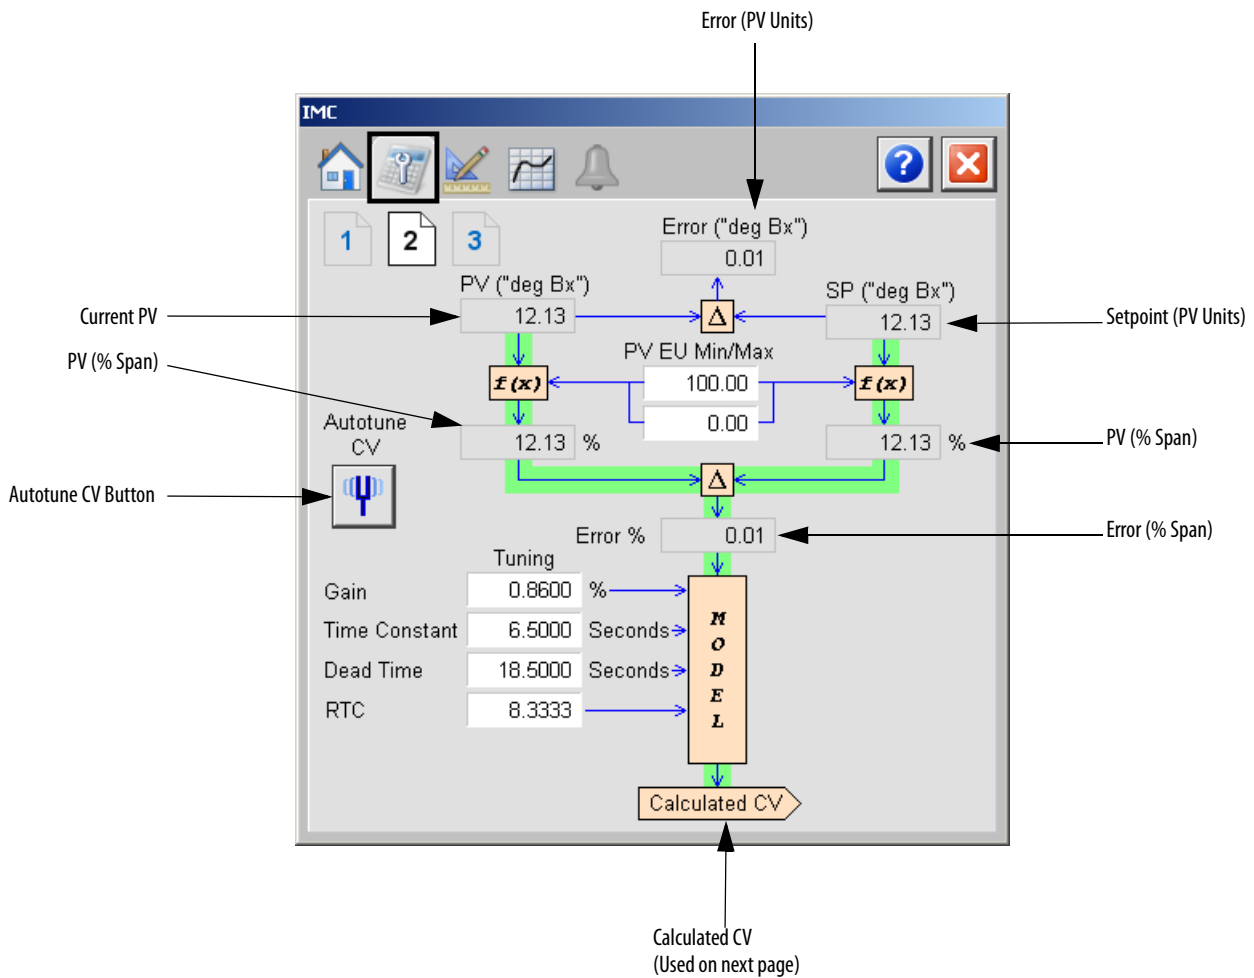 Error (PV Units)
IMC
1 2 3
Error ("deg Bx")
0.01
PV ("deg Bx")
SP ("deg Bx")
Current PV
12.13
Δ
12.13
Setpoint (PV Units)
PV (% Span)
PV EU Min/Max
f(x)
100.00
f(x)
0.00
Autotune
CV
12.13 %
12.13 %
PV (% Span)
Δ
Autotune CV Button
Error % 0.01
Error (% Span)
Tuning
Gain 0.8600 %
Time Constant 6.5000 Seconds
Dead Time 18.5000 Seconds
RTC 8.3333
MODEL
Calculated CV
Calculated CV
(Used on next page)